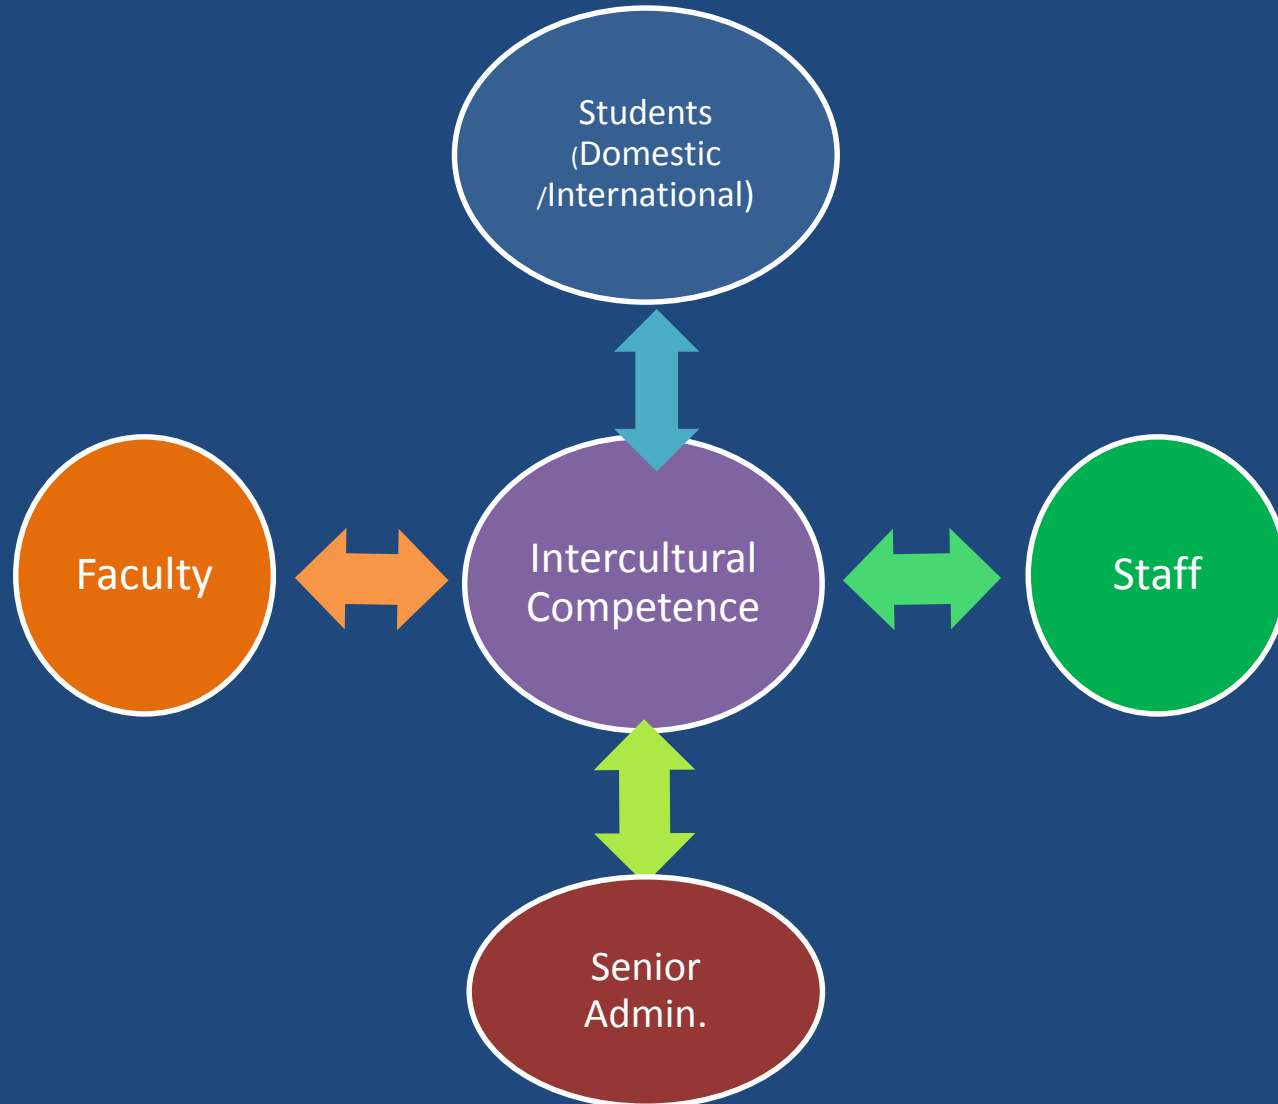 Students
(Domestic
/International)
Faculty
Intercultural
Competence
Staff
Senior
Admin.